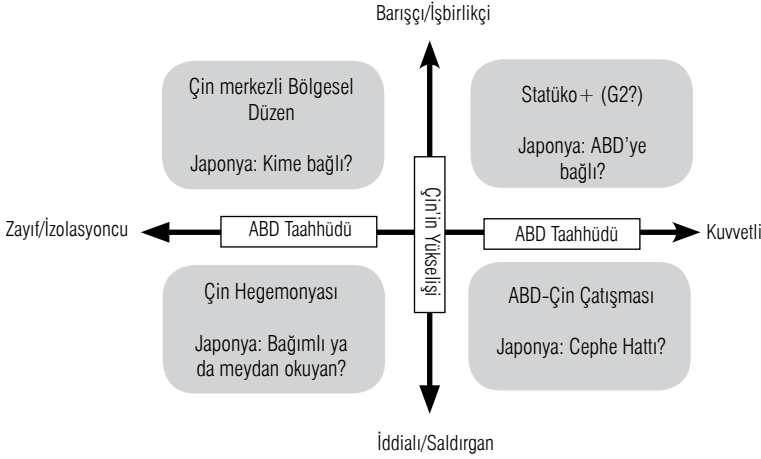 Barışçı/İşbirlikçi
Çin merkezli Bölgesel
Düzen
Japonya: Kime bağlı?
Statüko+ (G2?)
Japonya: ABD'ye
bağlı?
Zayıf/İzolasyoncu
ABD Taahhüdü
Çin'in Yükselişi
ABD Taahhüdü
Kuvvetli
Çin Hegemonyası
Japonya: Bağımlı ya
da meydan okuyan?
ABD-Çin Çatışması
Japonya: Cephe Hattı?
İddialı/Saldırgan